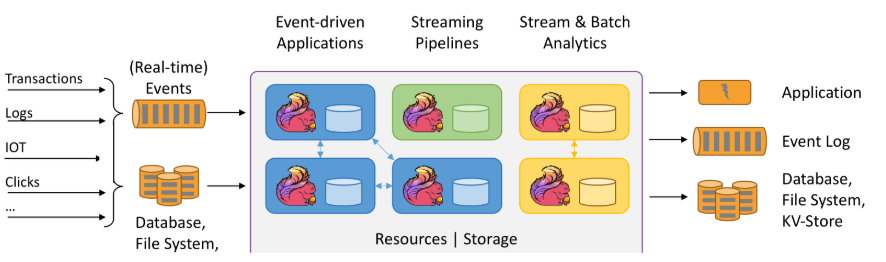 Event-driven
Applications
Streaming
Pipelines
Stream & Batch
Analytics
Transactions
Logs
IOT
Clicks
...
(Real-time)
Events
Database,
File System,
Resources | Storage
Application
Event Log
Database,
File System,
KV-Store